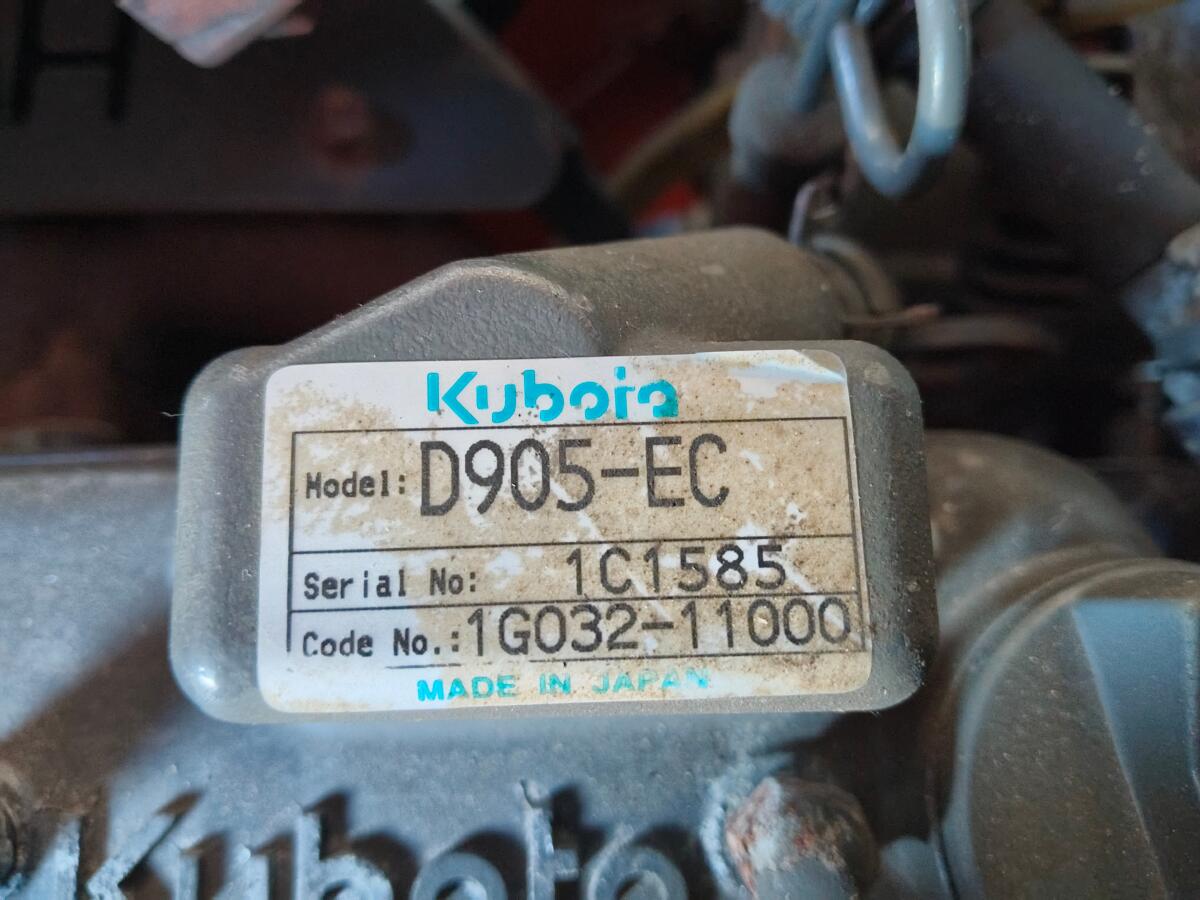 H
Kubota
Model: D905-EC
Serial No: 1C1585
Code No.: 1G032-11000
MADE IN JAPAN
Kubota